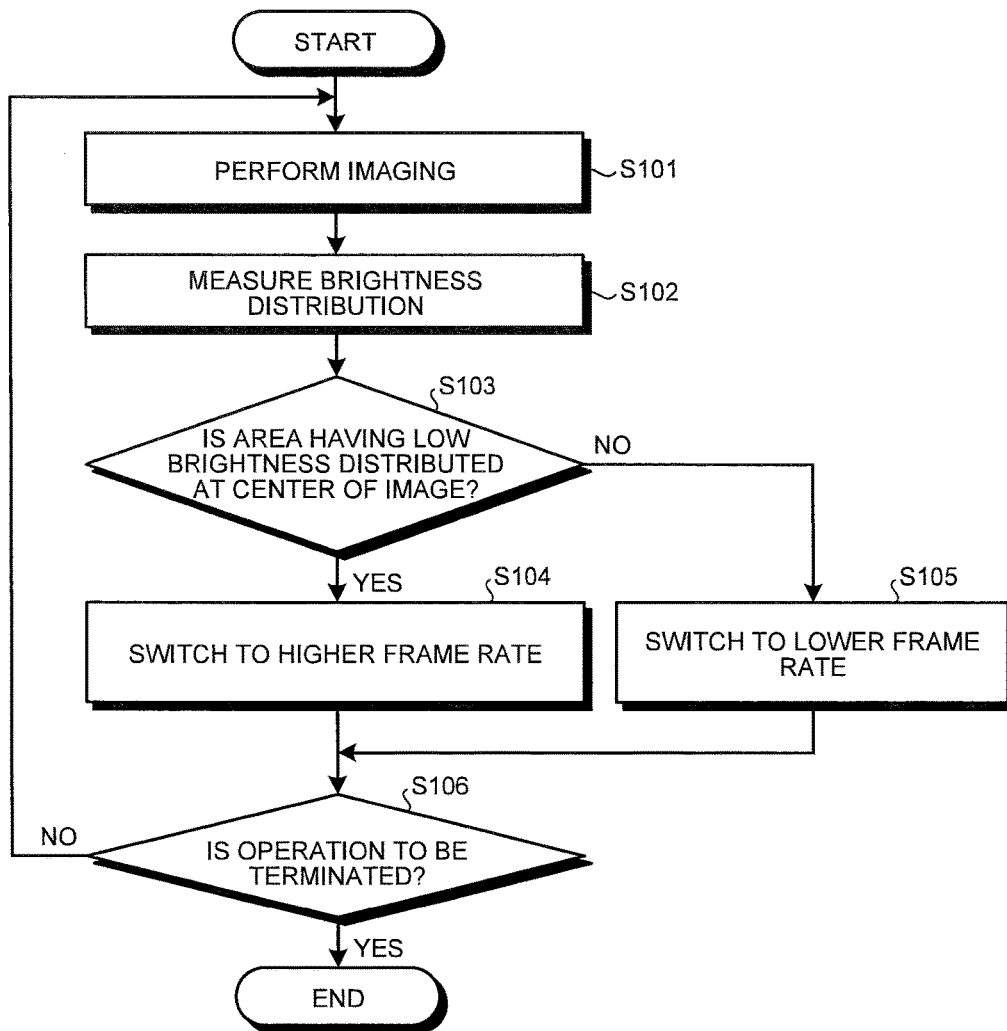 START
PERFORM IMAGING
S101
MEASURE BRIGHTNESS
DISTRIBUTION
S102
S103
IS AREA HAVING LOW
BRIGHTNESS DISTRIBUTED
AT CENTER OF IMAGE?
NO
YES
S104
SWITCH TO HIGHER FRAME RATE
S105
SWITCH TO LOWER FRAME
RATE
S106
IS OPERATION TO BE
TERMINATED?
NO
YES
END